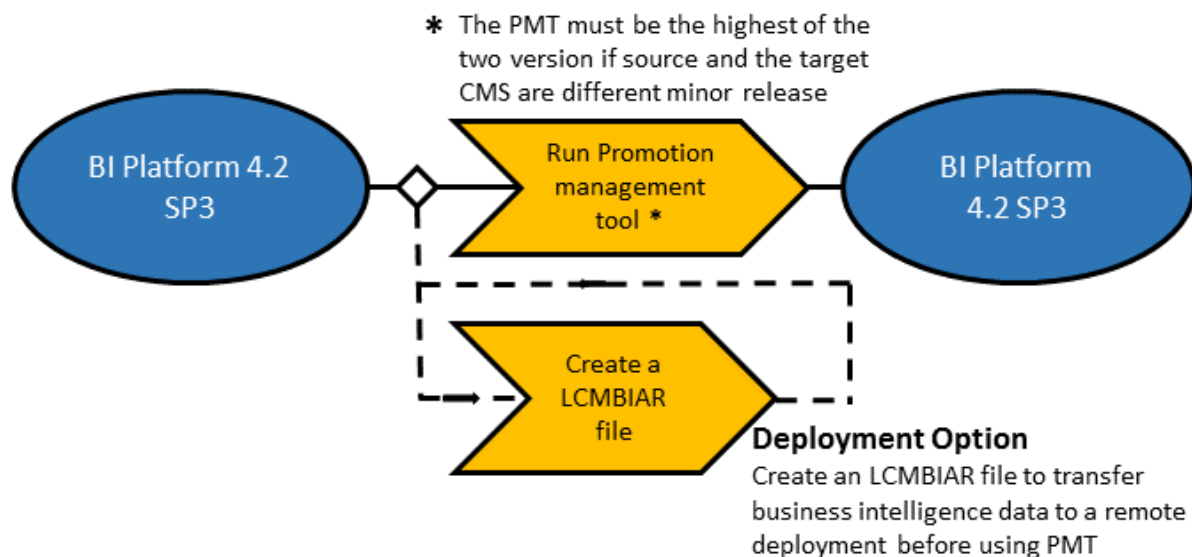 * The PMT must be the highest of the
two version if source and the target
CMS are different minor release
BI Platform 4.2
SP3
Run Promotion
management
tool *
BI Platform
4.2 SP3
Create a
LCMBIAR
file
Deployment Option
Create an LCMBIAR file to transfer
business intelligence data to a remote
deployment before using PMT